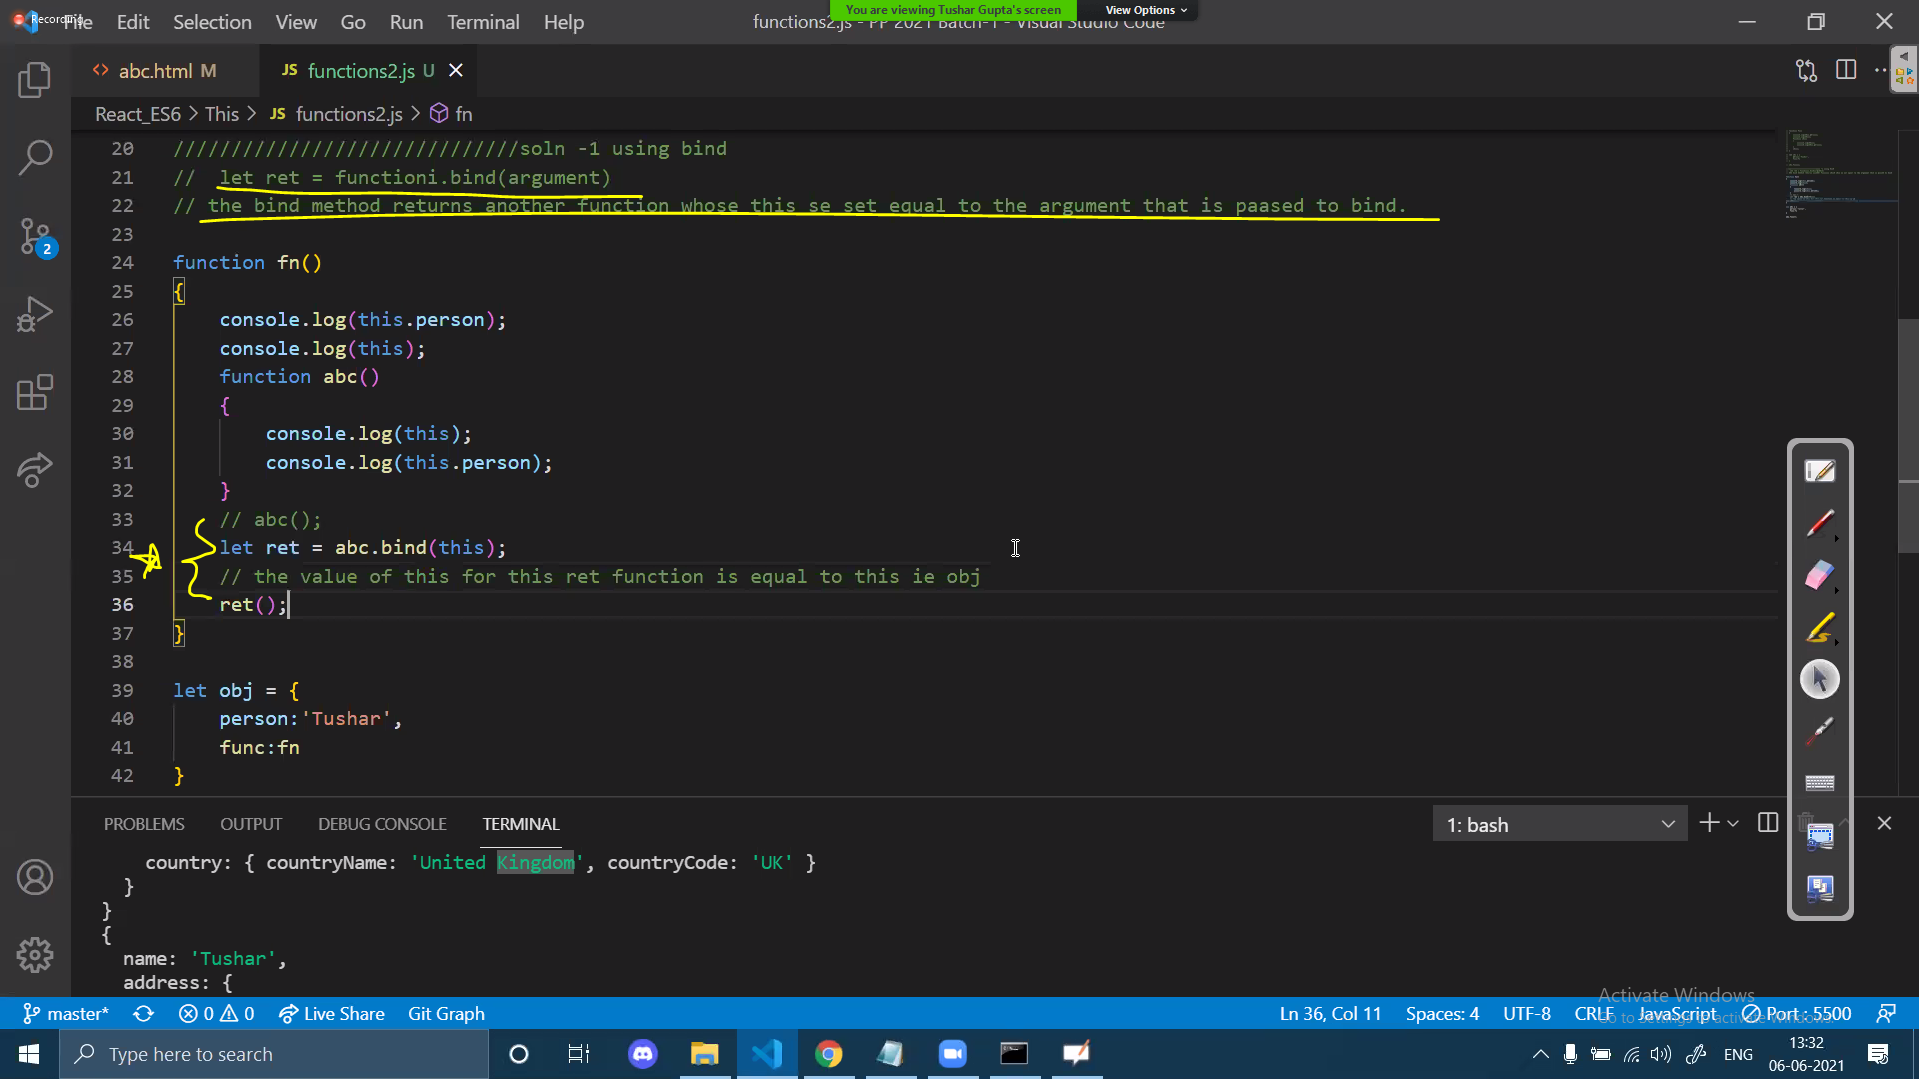 Recording
File Edit Selection View Go Run Terminal Help
functions2.js - PP 2021 Batch-1 - Visual Studio Code
You are viewing Tushar Gupta's screen
View Options
abc.html M
JS functions2.js U
React_ES6 > This > JS functions2.js > fn
20 //////////////////////////////soln -1 using bind
21 // let ret = functioni.bind(argument)
22 // the bind method returns another function whose this se set equal to the argument that is paased to bind.
23
24 function fn()
25 {
26 console.log(this.person);
27 console.log(this);
28 function abc()
29 {
30 console.log(this);
31 console.log(this.person);
32 }
33 // abc();
34 let ret = abc.bind(this);
35 // the value of this for this ret function is equal to this ie obj
36 ret();
37 }
38
39 let obj = {
40 person:'Tushar',
41 func:fn
42 }
2
PROBLEMS OUTPUT DEBUG CONSOLE TERMINAL
1: bash
country: { countryName: 'United Kingdom', countryCode: 'UK' }
}
}
{
name: 'Tushar',
address: {
Activate Windows
Go to Settings to activate Windows.
master* 0 0 Live Share Git Graph
Ln 36, Col 11 Spaces: 4 UTF-8 CRLF JavaScript Port : 5500
Type here to search
ENG
13:32
06-06-2021